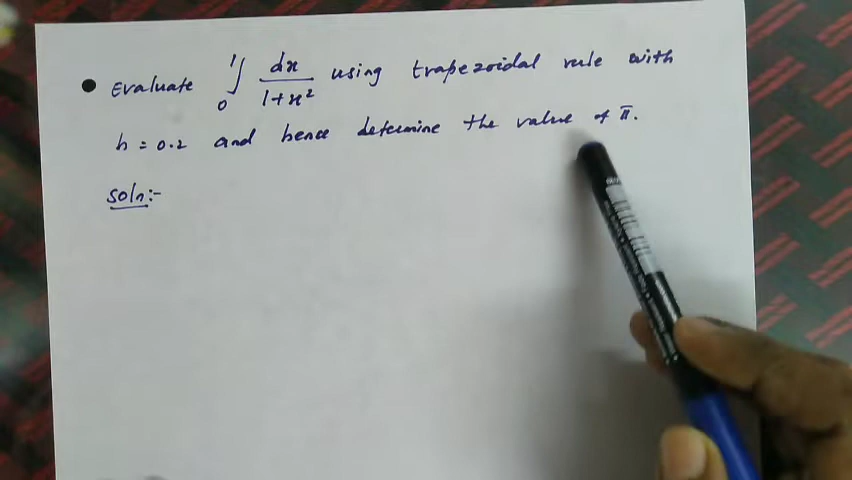 ● Evaluate ∫₀¹ dx/(1+x²) using trapezoidal rule with
h = 0.2 and hence determine the value of π.
Soln:-